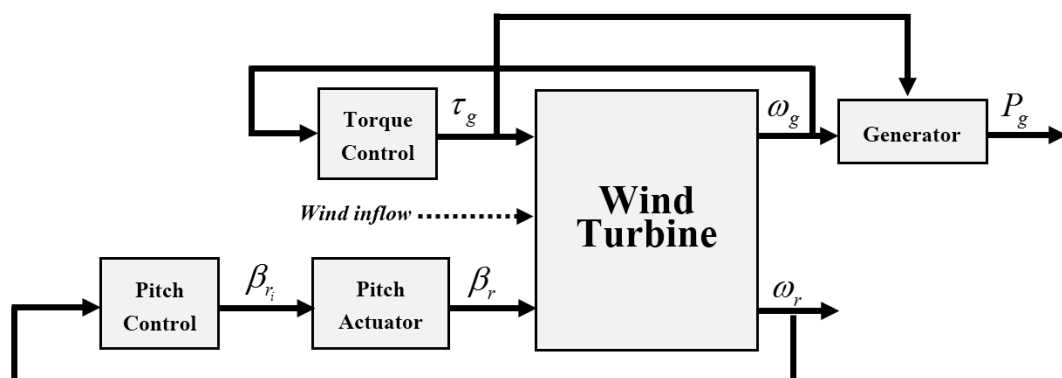 τg
ωg
Pg
Torque
Control
Generator
Wind
Turbine
Wind inflow
βri
βr
ωr
Pitch
Control
Pitch
Actuator